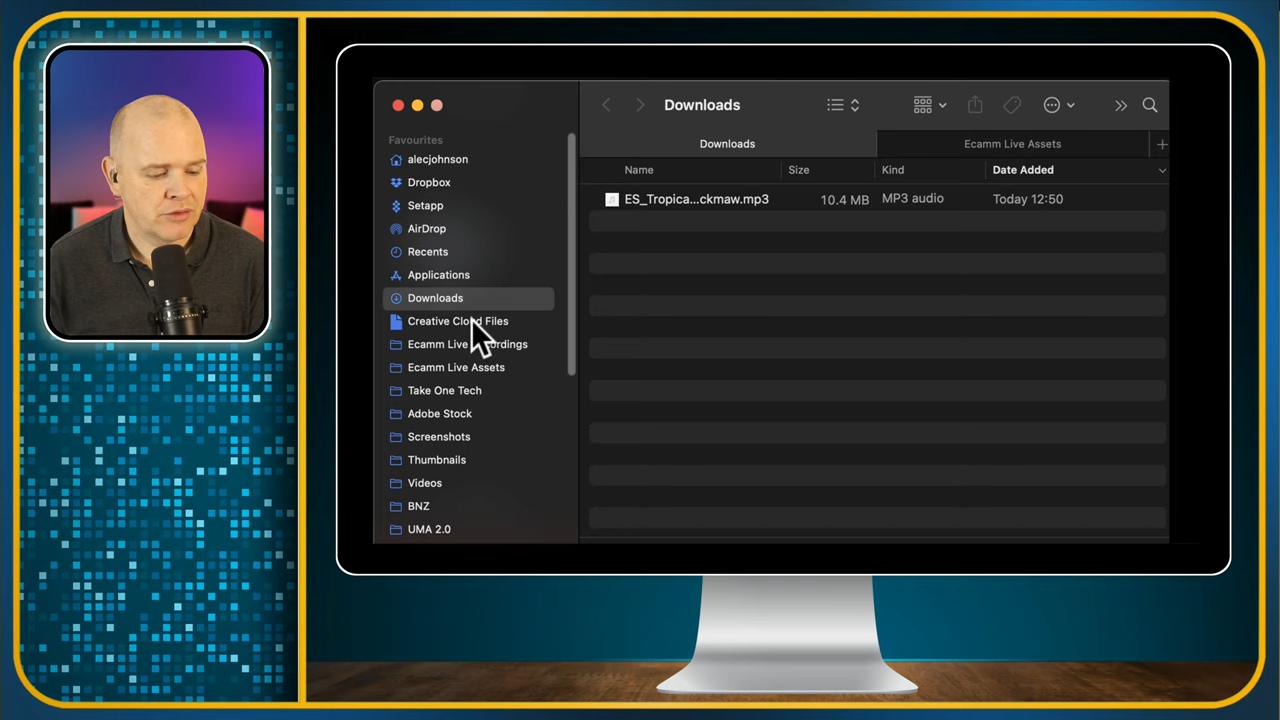 Favourites
alecjohnson
Dropbox
Setapp
AirDrop
Recents
Applications
Downloads
Creative Cloud Files
Ecamm Live
Ecamm Live Assets
Take One Tech
Adobe Stock
Screenshots
Thumbnails
Videos
BNZ
UMA 2.0
Downloads
Downloads
Ecamm Live Assets
Name
Size
Kind
Date Added
ES_Tropica...ckmaw.mp3
10.4 MB
MP3 audio
Today 12:50